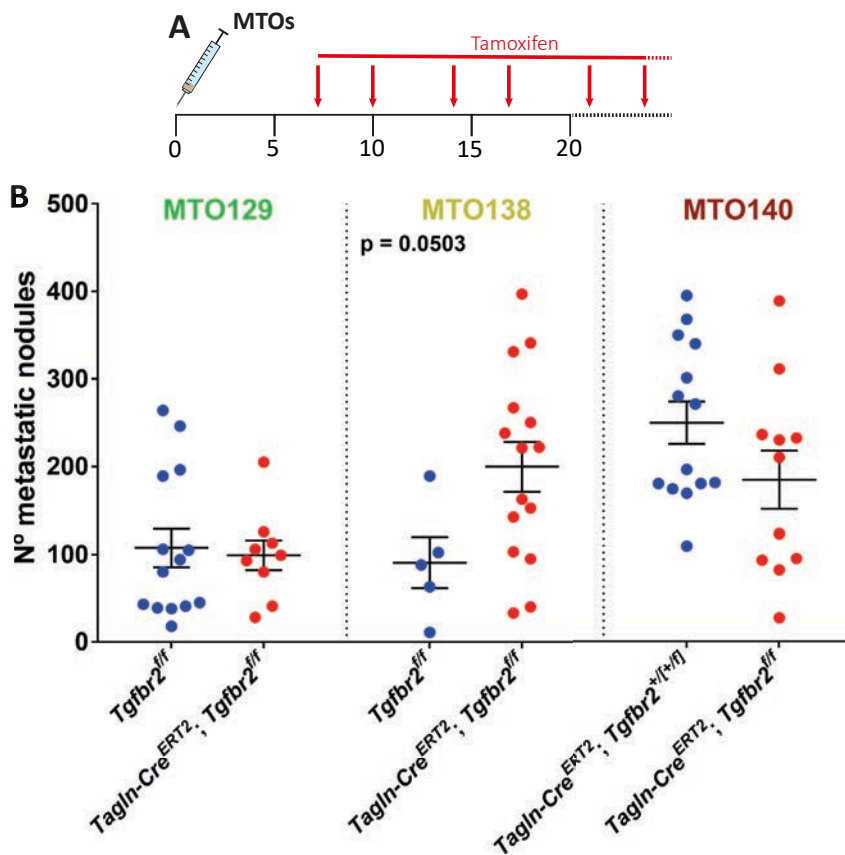 A
MTOs
Tamoxifen
0 5 10 15 20
B
MTO129 MTO138 MTO140
p = 0.0503
Nº metastatic nodules
500
400
300
200
100
0
Tgfbr2f/f
Tagln-CreERT2; Tgfbr2f/f
Tgfbr2f/f
Tagln-CreERT2; Tgfbr2f/f
Tagln-CreERT2; Tgfbr2+/[+/f]
Tagln-CreERT2; Tgfbr2f/f